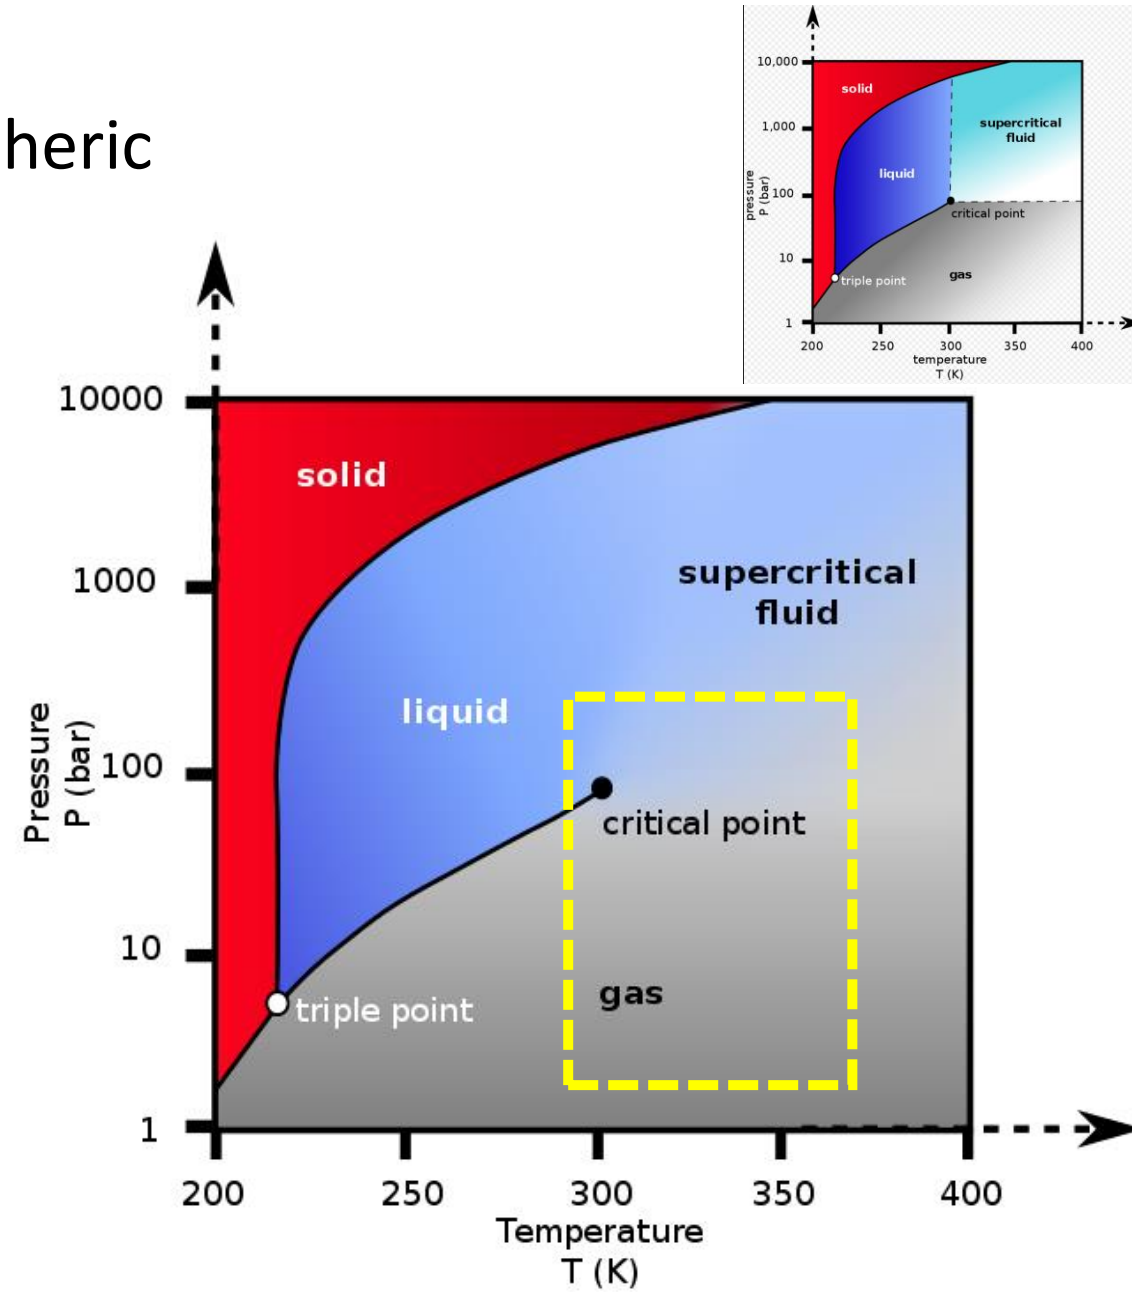 heric
10,000
solid
supercritical
fluid
1,000
liquid
pressure
P (bar)
100
critical point
10
gas
triple point
1
200
250
300
350
400
temperature
T (K)
10000
solid
supercritical
fluid
1000
liquid
Pressure
P (bar)
100
critical point
10
gas
triple point
1
200
250
300
350
400
Temperature
T (K)